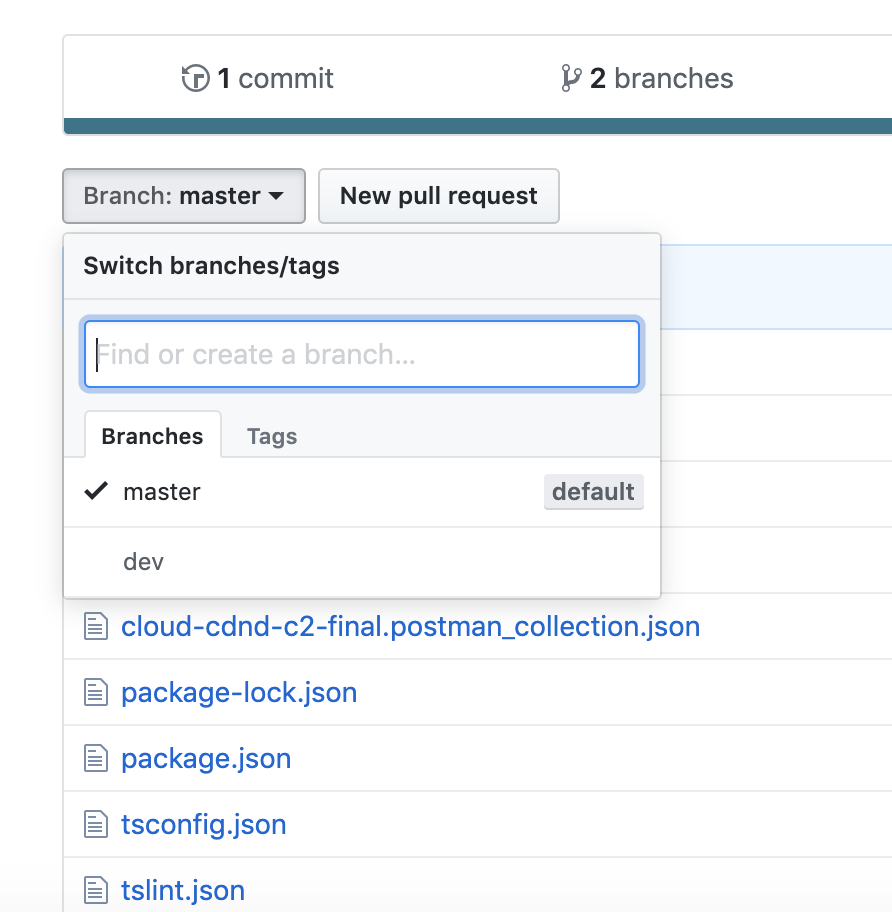 1 commit 2 branches
Branch: master New pull request
Switch branches/tags
Find or create a branch...
Branches Tags
master default
dev
cloud-cdnd-c2-final.postman_collection.json
package-lock.json
package.json
tsconfig.json
tslint.json